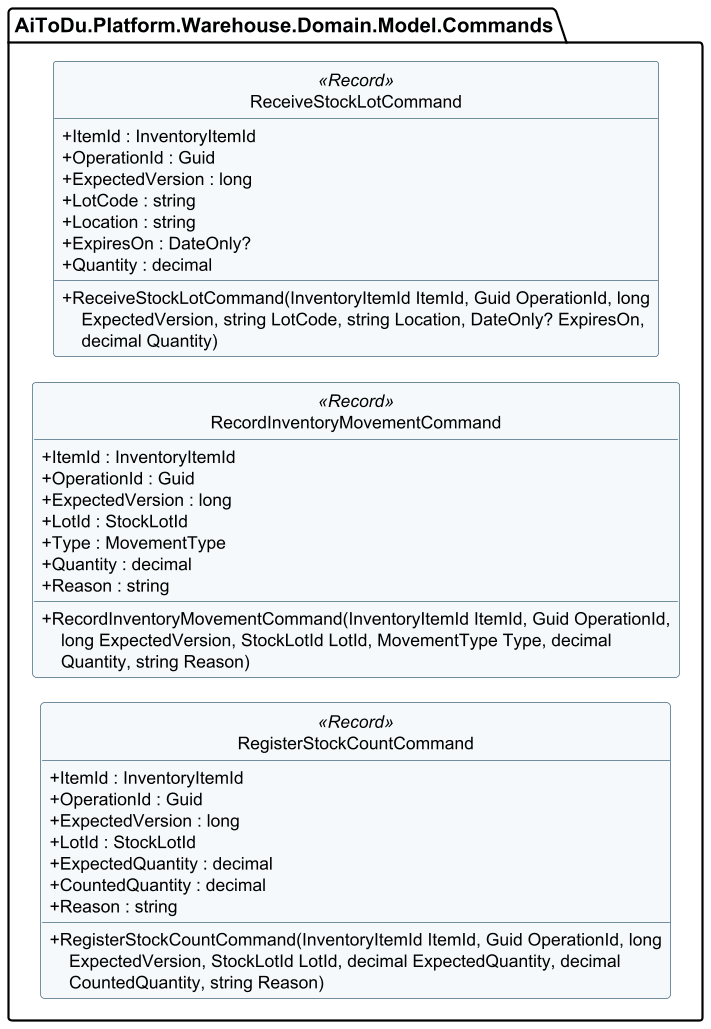 AiToDu.Platform.Warehouse.Domain.Model.Commands
«Record»
ReceiveStockLotCommand
+ItemId : InventoryItemId
+OperationId : Guid
+ExpectedVersion : long
+LotCode : string
+Location : string
+ExpiresOn : DateOnly?
+Quantity : decimal
+ReceiveStockLotCommand(InventoryItemId ItemId, Guid OperationId, long
ExpectedVersion, string LotCode, string Location, DateOnly? ExpiresOn,
decimal Quantity)
«Record»
RecordInventoryMovementCommand
+ItemId : InventoryItemId
+OperationId : Guid
+ExpectedVersion : long
+LotId : StockLotId
+Type : MovementType
+Quantity : decimal
+Reason : string
+RecordInventoryMovementCommand(InventoryItemId ItemId, Guid OperationId,
long ExpectedVersion, StockLotId LotId, MovementType Type, decimal
Quantity, string Reason)
«Record»
RegisterStockCountCommand
+ItemId : InventoryItemId
+OperationId : Guid
+ExpectedVersion : long
+LotId : StockLotId
+ExpectedQuantity : decimal
+CountedQuantity : decimal
+Reason : string
+RegisterStockCountCommand(InventoryItemId ItemId, Guid OperationId, long
ExpectedVersion, StockLotId LotId, decimal ExpectedQuantity, decimal
CountedQuantity, string Reason)